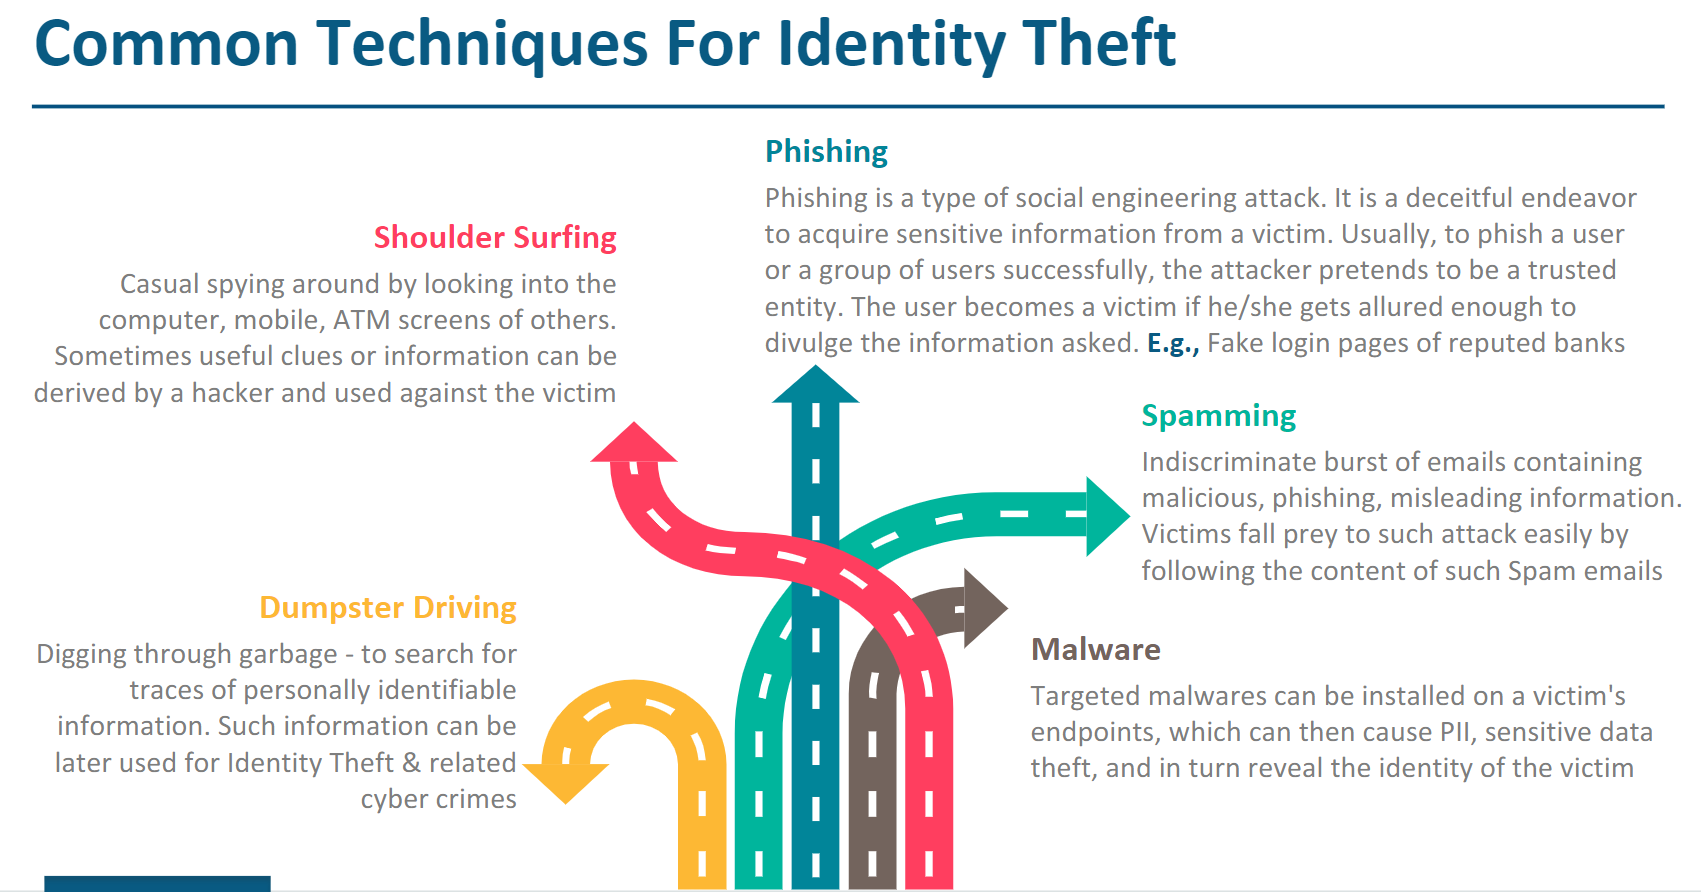 Common Techniques For Identity Theft
Phishing
Phishing is a type of social engineering attack. It is a deceitful endeavor
to acquire sensitive information from a victim. Usually, to phish a user
or a group of users successfully, the attacker pretends to be a trusted
entity. The user becomes a victim if he/she gets allured enough to
divulge the information asked. E.g., Fake login pages of reputed banks
Shoulder Surfing
Casual spying around by looking into the
computer, mobile, ATM screens of others.
Sometimes useful clues or information can be
derived by a hacker and used against the victim
Spamming
Indiscriminate burst of emails containing
malicious, phishing, misleading information.
Victims fall prey to such attack easily by
following the content of such Spam emails
Dumpster Driving
Digging through garbage - to search for
traces of personally identifiable
information. Such information can be
later used for Identity Theft & related
cyber crimes
Malware
Targeted malwares can be installed on a victim's
endpoints, which can then cause PII, sensitive data
theft, and in turn reveal the identity of the victim